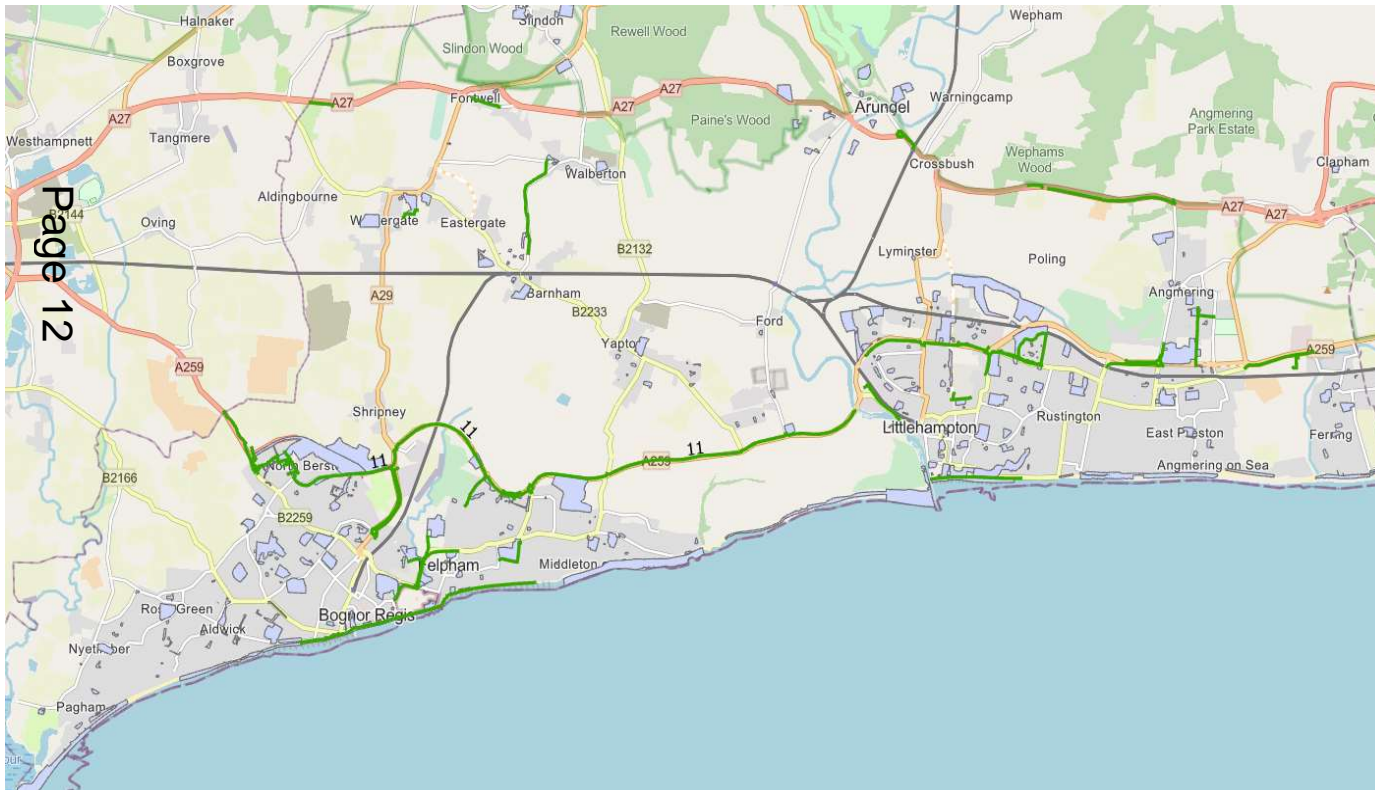 Halnaker
Slindon
Wepham
Rewell Wood
Slindon Wood
Boxgrove
A27
Fontwell
A27
A27
Arundel
Warningcamp
Angmering
Park Estate
A27
Westhampnett
Tangmere
Paine's Wood
Crossbush
Wephams
Wood
Clapham
Walberton
Aldingbourne
Page 12
B2144
Oving
Eastergate
A27
A27
B2132
Lyminster
Poling
A29
Barnham
Angmering
B2233
Ford
A259
A259
Shripney
11
11
11
A259
Littlehampton
Rustington
East Preston
Ferring
Angmering on Sea
B2166
B2259
Middleton
Bognor Regis
Aldwick
Pagham